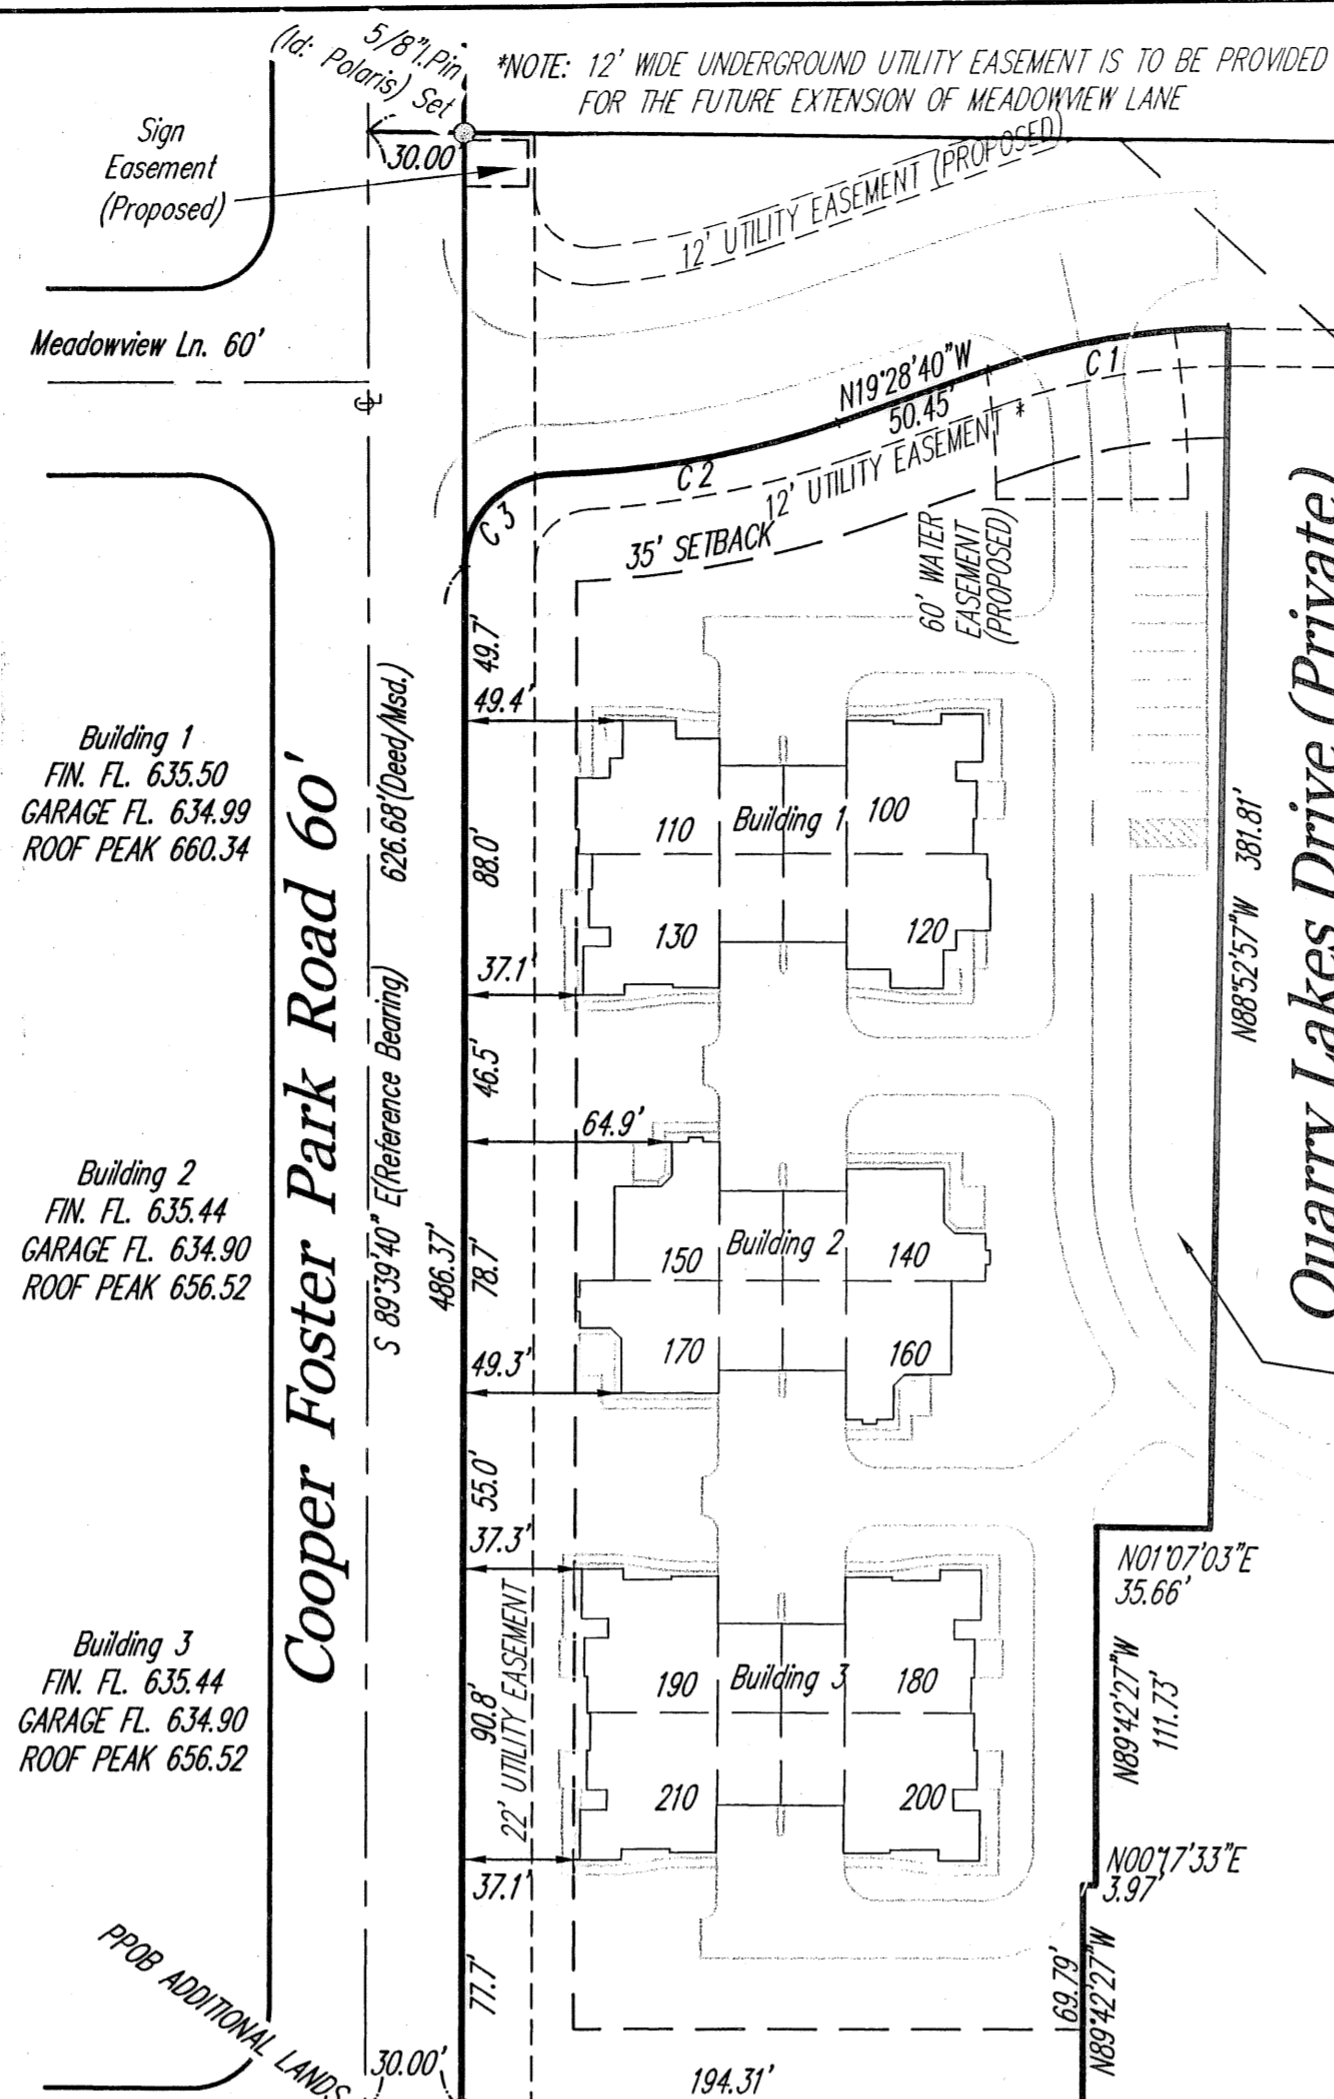 5/8" I.Pin
(Id: Polaris) Set
*NOTE: 12' WIDE UNDERGROUND UTILITY EASEMENT IS TO BE PROVIDED
FOR THE FUTURE EXTENSION OF MEADOWVIEW LANE
Sign
Easement
(Proposed)
30.00'
12' UTILITY EASEMENT (PROPOSED)
Meadowview Ln. 60'
N19°28'40"W
50.45'
C 1
12' UTILITY EASEMENT *
C 2
C 3
35' SETBACK
60' WATER
EASEMENT
(PROPOSED)
49.7'
49.4'
Building 1
FIN. FL. 635.50
GARAGE FL. 634.99
ROOF PEAK 660.34
Cooper Foster Park Road 60'
626.68'(Deed/Msd.)
S 89°39'40" E(Reference Bearing)
486.37'
88.0'
110
Building 1
100
130
120
37.1'
46.5'
N88°52'57"W 381.81'
Quarry Lakes Drive (Private)
64.9'
Building 2
FIN. FL. 635.44
GARAGE FL. 634.90
ROOF PEAK 656.52
78.7'
150
Building 2
140
170
160
49.3'
55.0'
37.3'
N01°07'03"E
35.66'
Building 3
FIN. FL. 635.44
GARAGE FL. 634.90
ROOF PEAK 656.52
90.8'
22' UTILITY EASEMENT
190
Building 3
180
210
200
N89°42'27"W
111.73'
37.1'
N00°17'33"E
3.97'
77.7'
69.79'
N89°42'27"W
PPOB ADDITIONAL LANDS
30.00'
194.31'